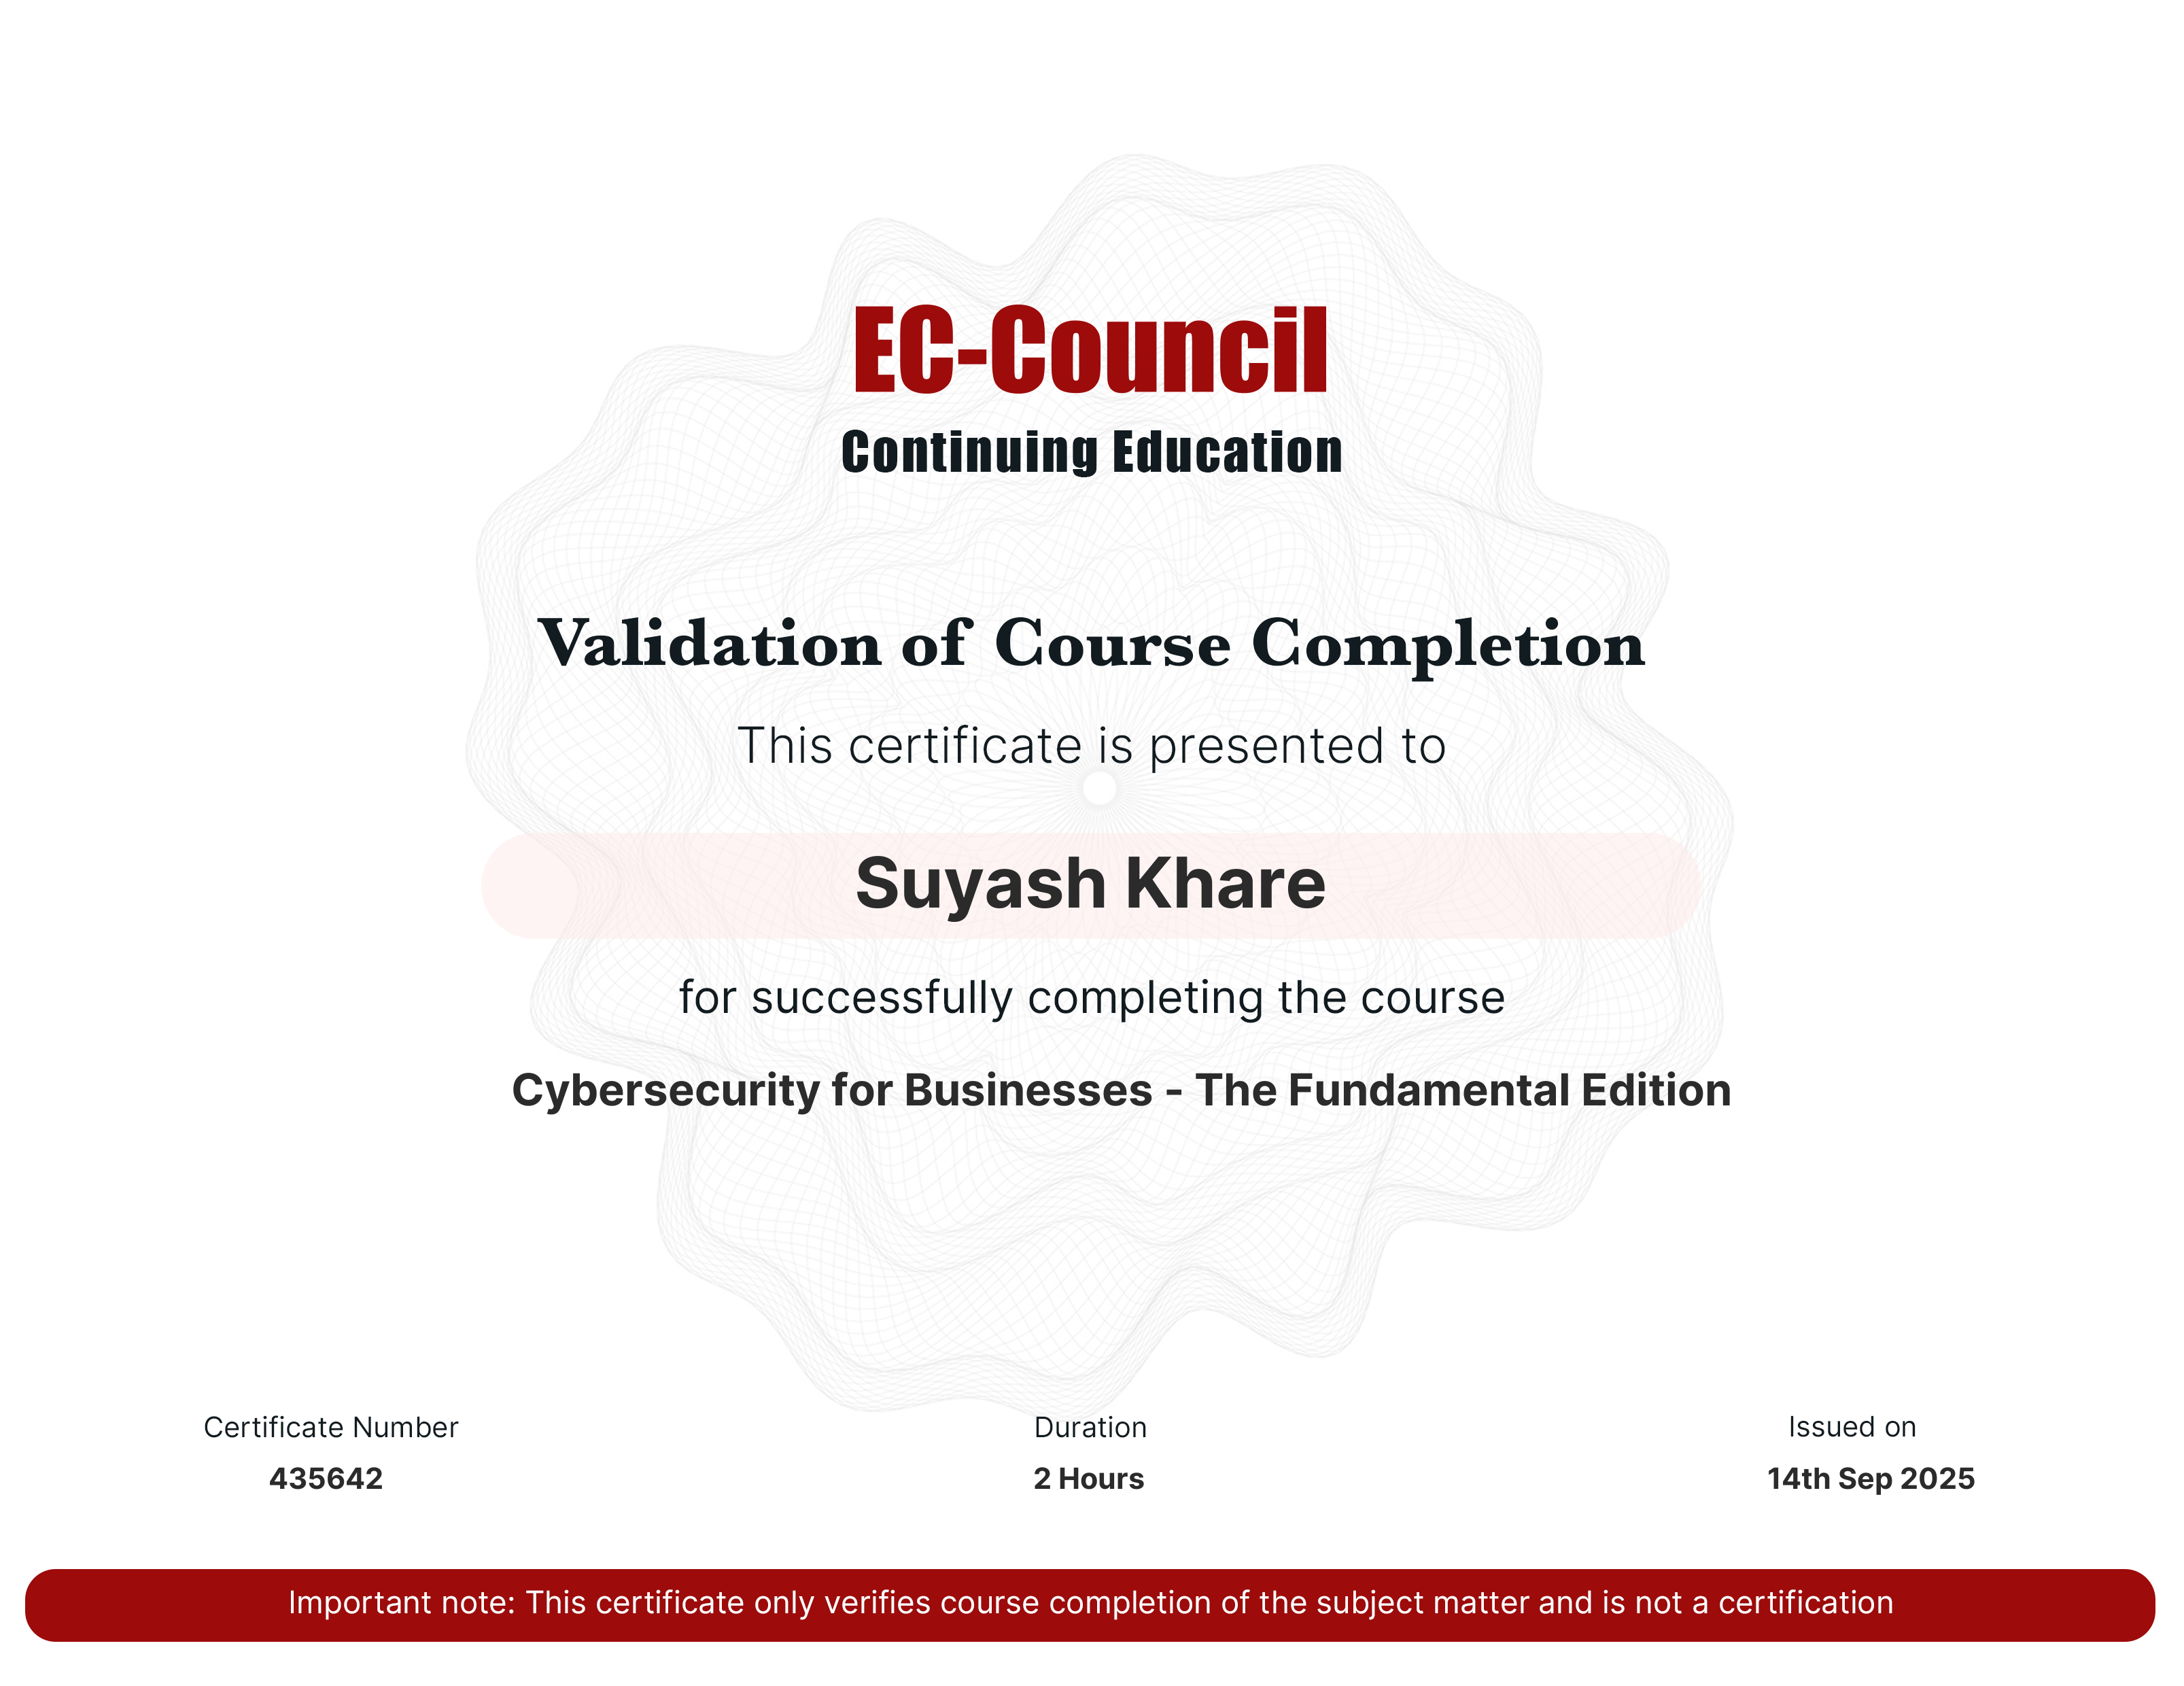 EC-Council
Continuing Education
Validation of Course Completion
This certificate is presented to
Suyash Khare
for successfully completing the course
Cybersecurity for Businesses - The Fundamental Edition
Certificate Number
435642
Duration
2 Hours
Issued on
14th Sep 2025
Important note: This certificate only verifies course completion of the subject matter and is not a certification